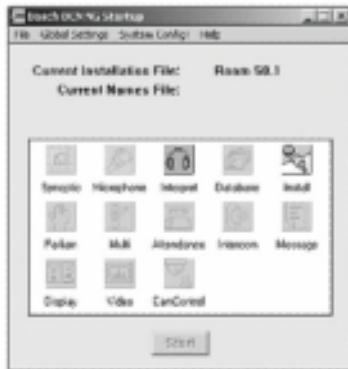 Bosch DCN NG Startup
File Global Settings System Config! Help
Current Installation File: Room 50.1
Current Names File:
Synoptic Microphone Interpret Database Install
Parliam Multi Attendance Intercom Message
Display Video CamControl
Start